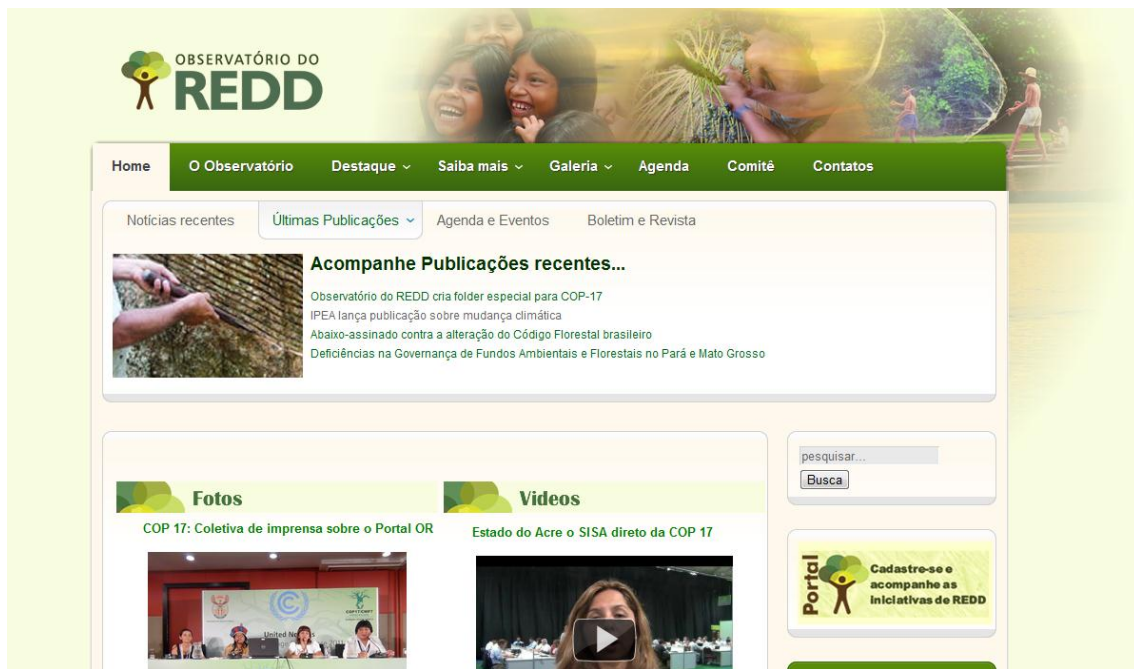 OBSERVATÓRIO DO
REDD
Home O Observatório Destaque Saiba mais Galeria Agenda Comitê Contatos
Notícias recentes Últimas Publicações Agenda e Eventos Boletim e Revista
Acompanhe Publicações recentes...
Observatório do REDD cria folder especial para COP-17
IPEA lança publicação sobre mudança climática
Abaixo-assinado contra a alteração do Código Florestal brasileiro
Deficiências na Governança de Fundos Ambientais e Florestais no Pará e Mato Grosso
pesquisar...
Busca
Fotos
COP 17: Coletiva de imprensa sobre o Portal OR
United
Videos
Estado do Acre o SISA direto da COP 17
Portal
Cadastre-se e
acompanhe as
iniciativas de REDD